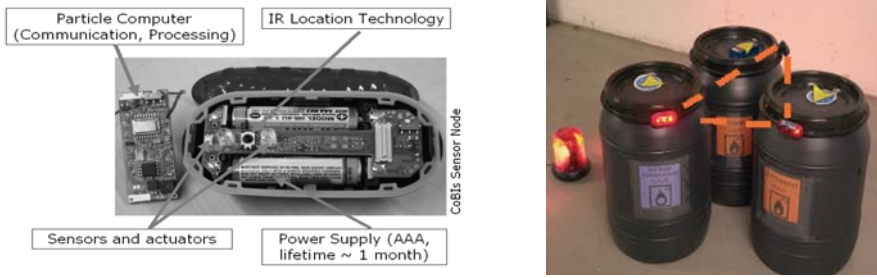 Particle Computer
(Communication, Processing)
IR Location Technology
CoBIs Sensor Node
Sensors and actuators
Power Supply (AAA,
lifetime ~ 1 month)